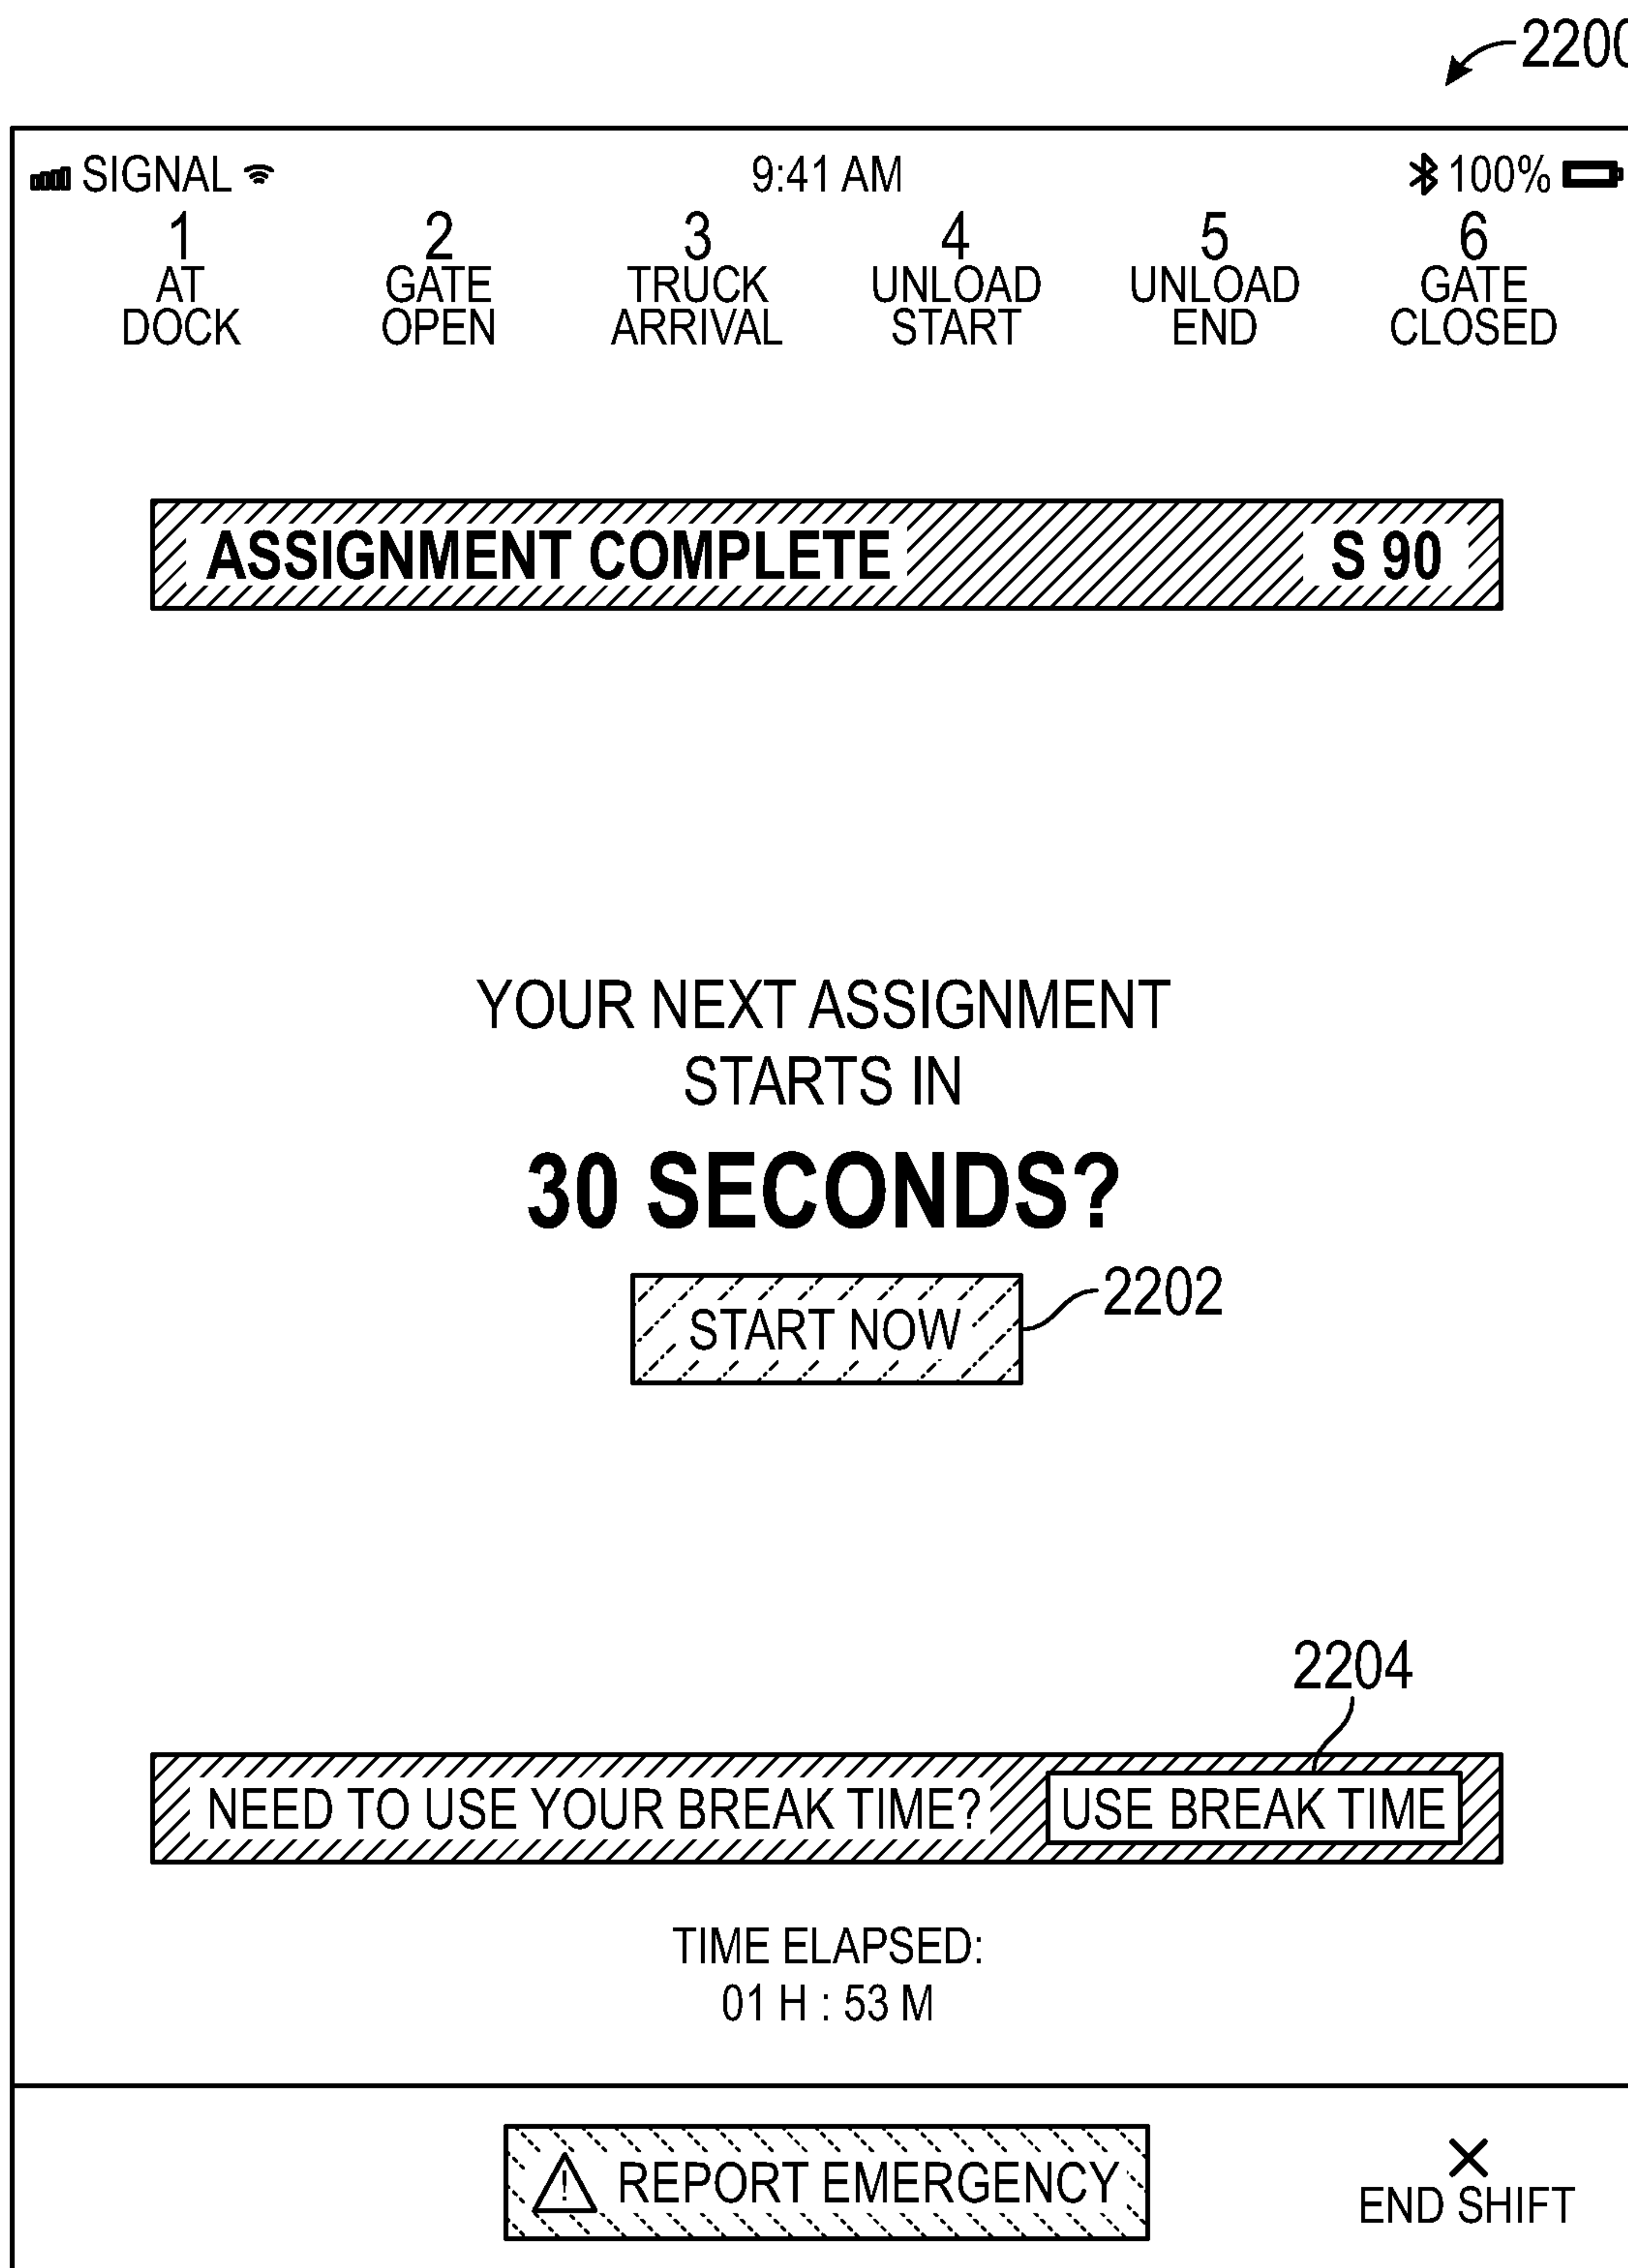 2200
SIGNAL 9:41 AM 100%
1 2 3 4 5 6
AT GATE TRUCK UNLOAD UNLOAD GATE
DOCK OPEN ARRIVAL START END CLOSED
ASSIGNMENT COMPLETE S 90
YOUR NEXT ASSIGNMENT
STARTS IN
30 SECONDS?
START NOW 2202
2204
NEED TO USE YOUR BREAK TIME? USE BREAK TIME
TIME ELAPSED:
01 H : 53 M
! REPORT EMERGENCY
END SHIFT